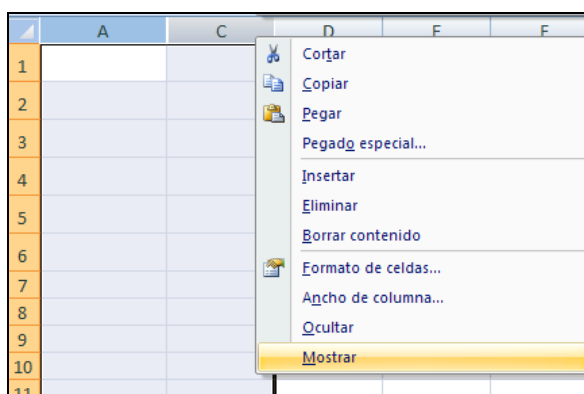 A C D E F
1
2
3
4
5
6
7
8
9
10
11
Cortar
Copiar
Pegar
Pegado especial...
Insertar
Eliminar
Borrar contenido
Formato de celdas...
Ancho de columna...
Ocultar
Mostrar